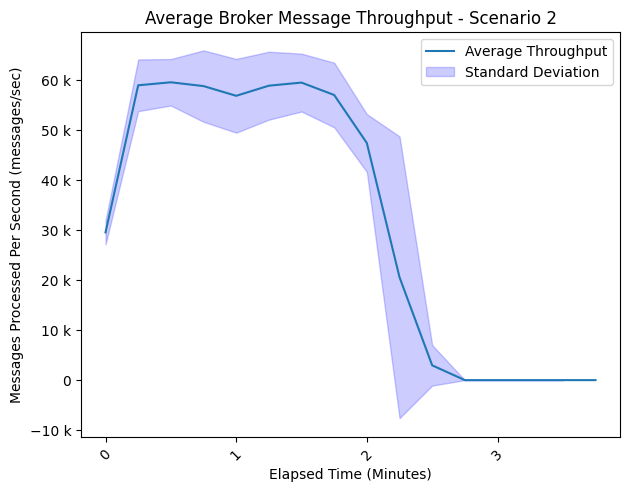 Average Broker Message Throughput - Scenario 2
Average Throughput
Standard Deviation
Messages Processed Per Second (messages/sec)
60 k
50 k
40 k
30 k
20 k
10 k
0
−10 k
0
1
2
3
Elapsed Time (Minutes)